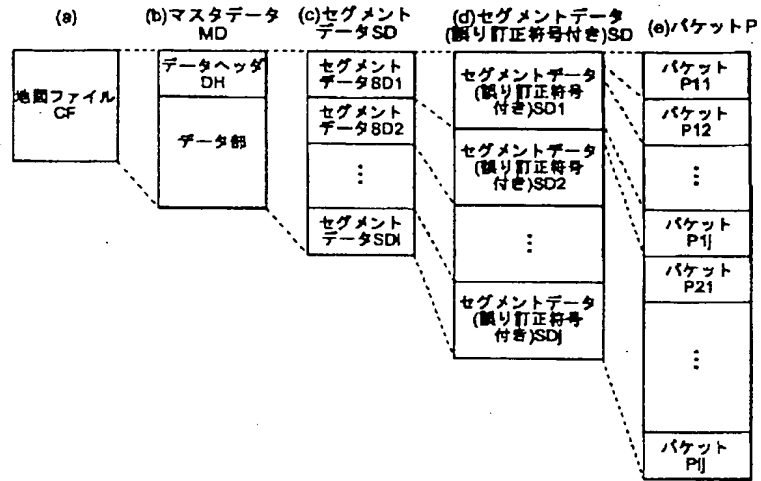 (a)
地図ファイル
CF
(b)マスタデータ
MD
データヘッダ
DH
データ部
(c)セグメント
データSD
セグメント
データSD1
セグメント
データSD2
⋮
セグメント
データSDi
(d)セグメントデータ
(誤り訂正符号付き)SD
セグメントデータ
(誤り訂正符号
付き)SD1
セグメントデータ
(誤り訂正符号
付き)SD2
⋮
セグメントデータ
(誤り訂正符号
付き)SDj
(e)パケットP
パケット
P11
パケット
P12
⋮
パケット
P1j
パケット
P21
⋮
パケット
Pij